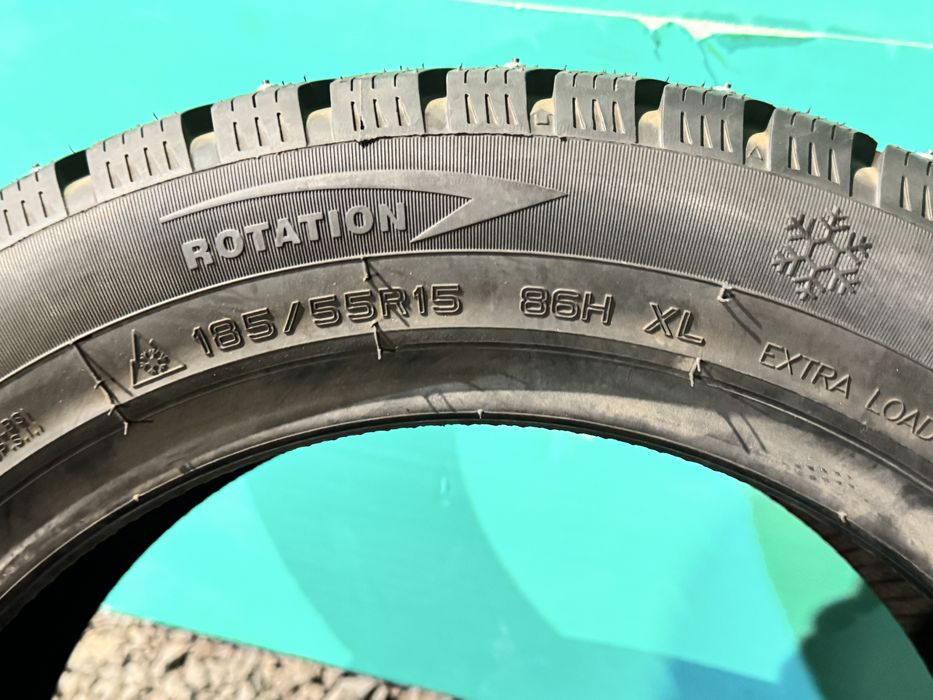 ROTATION
185/55R15 86H XL
EXTRA LOAD